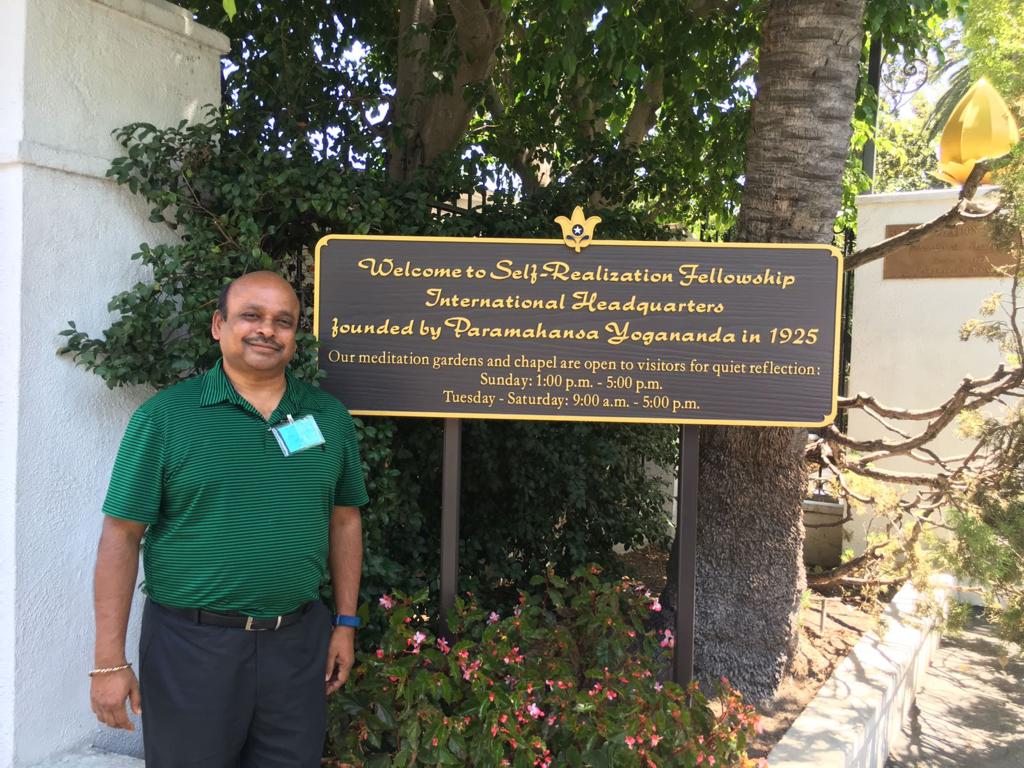 Welcome to Self-Realization Fellowship
International Headquarters
founded by Paramahansa Yogananda in 1925
Our meditation gardens and chapel are open to visitors for quiet reflection:
Sunday: 1:00 p.m. - 5:00 p.m.
Tuesday - Saturday: 9:00 a.m. - 5:00 p.m.